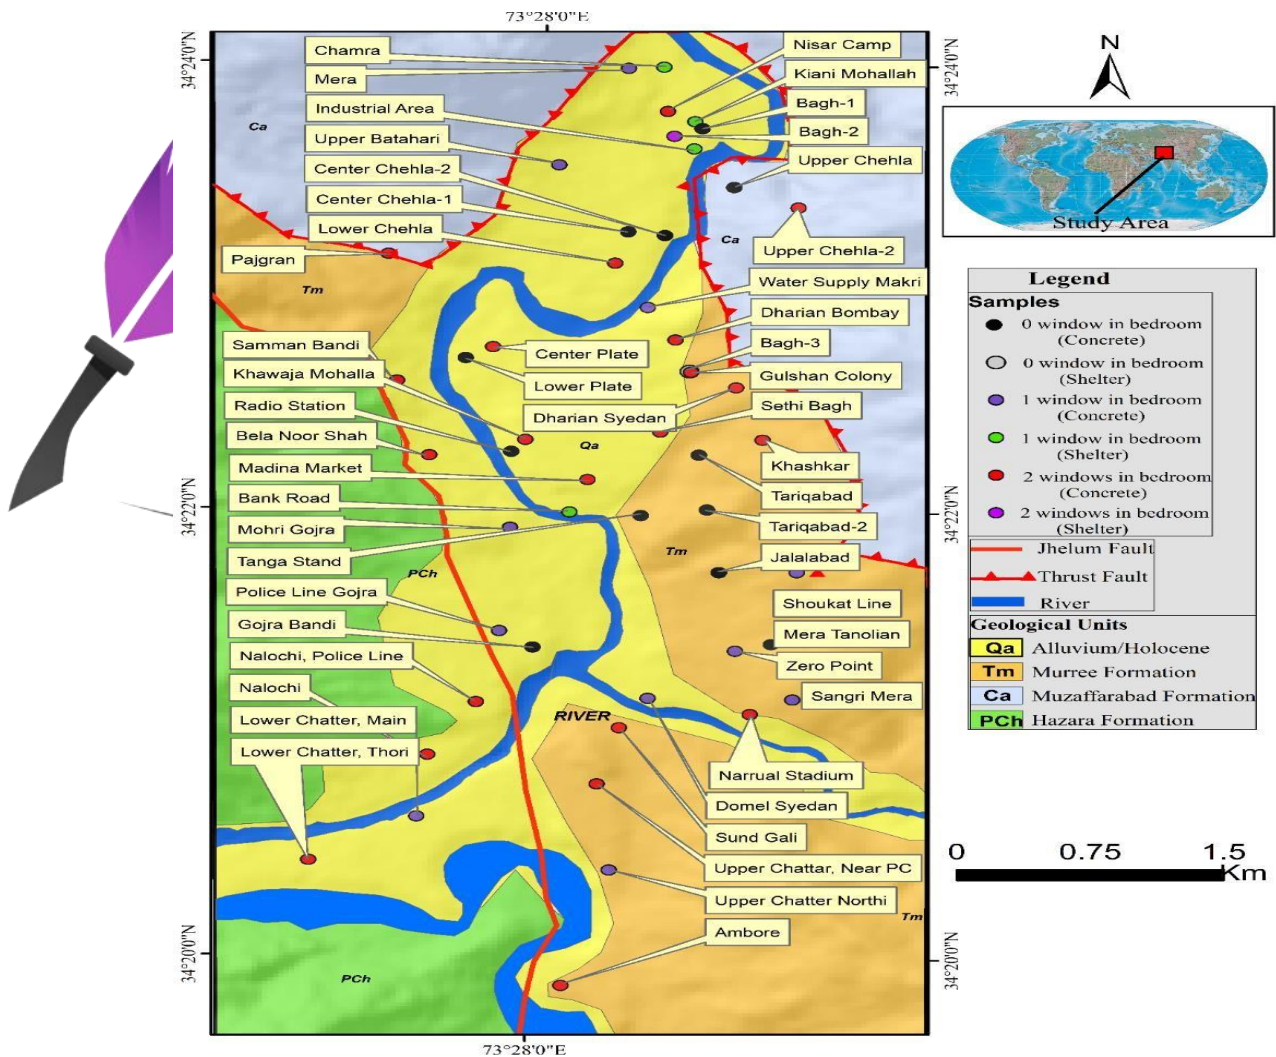 73°28'0"E
34°24'0"N
34°24'0"N
Chamra
Mera
Industrial Area
Upper Batahari
Center Chehla-2
Center Chehla-1
Lower Chehla
Pajgran
Nisar Camp
Kiani Mohallah
Bagh-1
Bagh-2
Upper Chehla
Upper Chehla-2
Water Supply Makri
Dharian Bombay
Bagh-3
Gulshan Colony
Sethi Bagh
Ca
Ca
Tm
Samman Bandi
Khawaja Mohalla
Radio Station
Bela Noor Shah
Madina Market
Bank Road
Mohri Gojra
Tanga Stand
Police Line Gojra
Gojra Bandi
Nalochi, Police Line
Nalochi
Lower Chatter, Main
Lower Chatter, Thori
Center Plate
Lower Plate
Dharian Syedan
Qa
Khashkar
Tariqabad
Tariqabad-2
Jalalabad
Tm
PCh
34°22'0"N
34°22'0"N
Shoukat Line
Mera Tanolian
Zero Point
Sangri Mera
RIVER
Narrual Stadium
Domel Syedan
Sund Gali
Upper Chattar, Near PC
Upper Chatter Northi
Ambore
Tm
PCh
34°20'0"N
34°20'0"N
73°28'0"E
N
Study Area
Legend
Samples
0 window in bedroom
(Concrete)
0 window in bedroom
(Shelter)
1 window in bedroom
(Concrete)
1 window in bedroom
(Shelter)
2 windows in bedroom
(Concrete)
2 windows in bedroom
(Shelter)
Jhelum Fault
Thrust Fault
River
Geological Units
Qa Alluvium/Holocene
Tm Murree Formation
Ca Muzaffarabad Formation
PCh Hazara Formation
0 0.75 1.5
Km